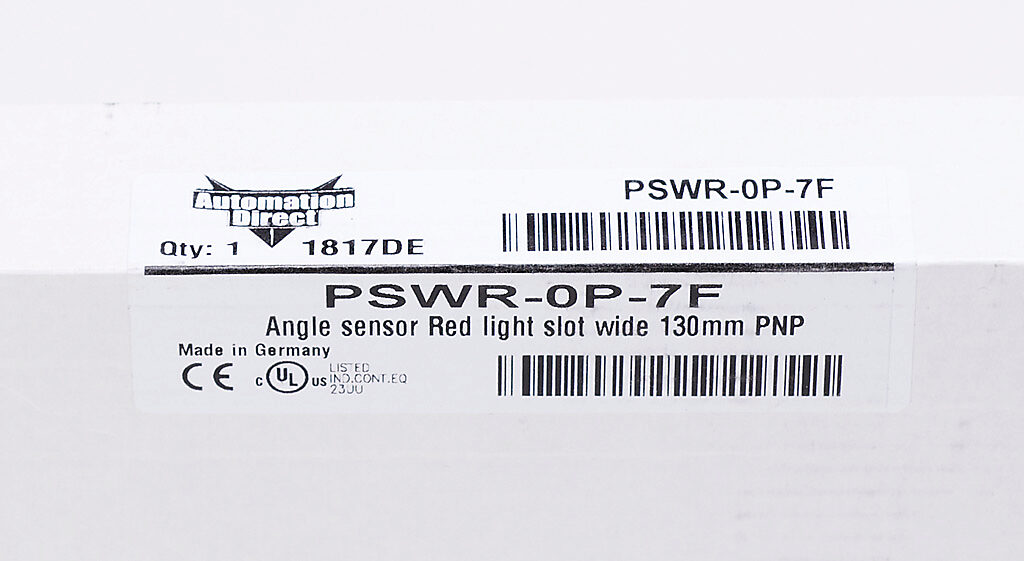 Automation
Direct
PSWR-0P-7F
Qty: 1 1817DE
PSWR-0P-7F
Angle sensor Red light slot wide 130mm PNP
Made in Germany
CE C UL US LISTED
IND.CONT.EQ
23UU